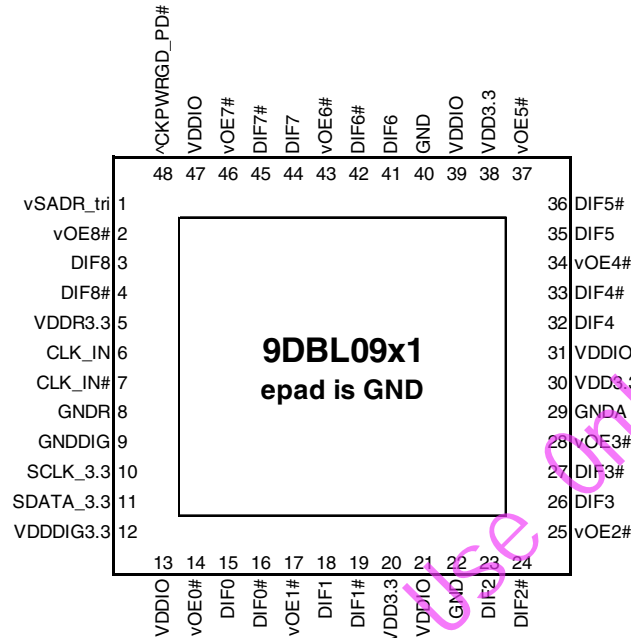 ^CKPWRGD_PD#
VDDIO
vOE7#
DIF7#
DIF7
vOE6#
DIF6#
DIF6
GND
VDDIO
VDD3.3
vOE5#
48 47 46 45 44 43 42 41 40 39 38 37
vSADR_tri 1
vOE8# 2
DIF8 3
DIF8# 4
VDDR3.3 5
CLK_IN 6
CLK_IN# 7
GNDR 8
GNDDIG 9
SCLK_3.3 10
SDATA_3.3 11
VDDDIG3.3 12
9DBL09x1
epad is GND
36 DIF5#
35 DIF5
34 vOE4#
33 DIF4#
32 DIF4
31 VDDIO
30 VDD3.3
29 GNDA
28 vOE3#
27 DIF3#
26 DIF3
25 vOE2#
13 14 15 16 17 18 19 20 21 22 23 24
VDDIO
vOE0#
DIF0
DIF0#
vOE1#
DIF1
DIF1#
VDD3.3
VDDIO
GND
DIF2
DIF2#
Use